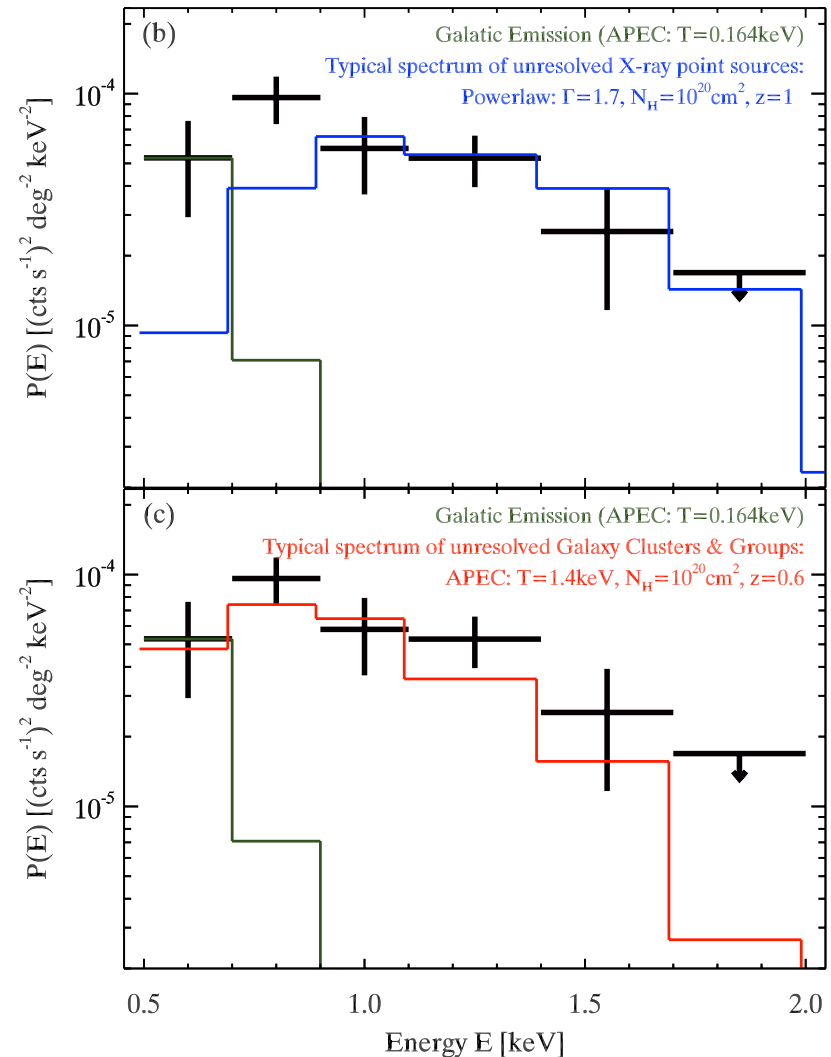 (b)
Galatic Emission (APEC: T=0.164keV)
Typical spectrum of unresolved X-ray point sources:
Powerlaw: Γ=1.7, N_H=10^20cm^2, z=1
10^-4
10^-5
P(E) [(cts s^-1)^2 deg^-2 keV^-2]
(c)
Galatic Emission (APEC: T=0.164keV)
Typical spectrum of unresolved Galaxy Clusters & Groups:
APEC: T=1.4keV, N_H=10^20cm^2, z=0.6
10^-4
10^-5
P(E) [(cts s^-1)^2 deg^-2 keV^-2]
0.5 1.0 1.5 2.0
Energy E [keV]